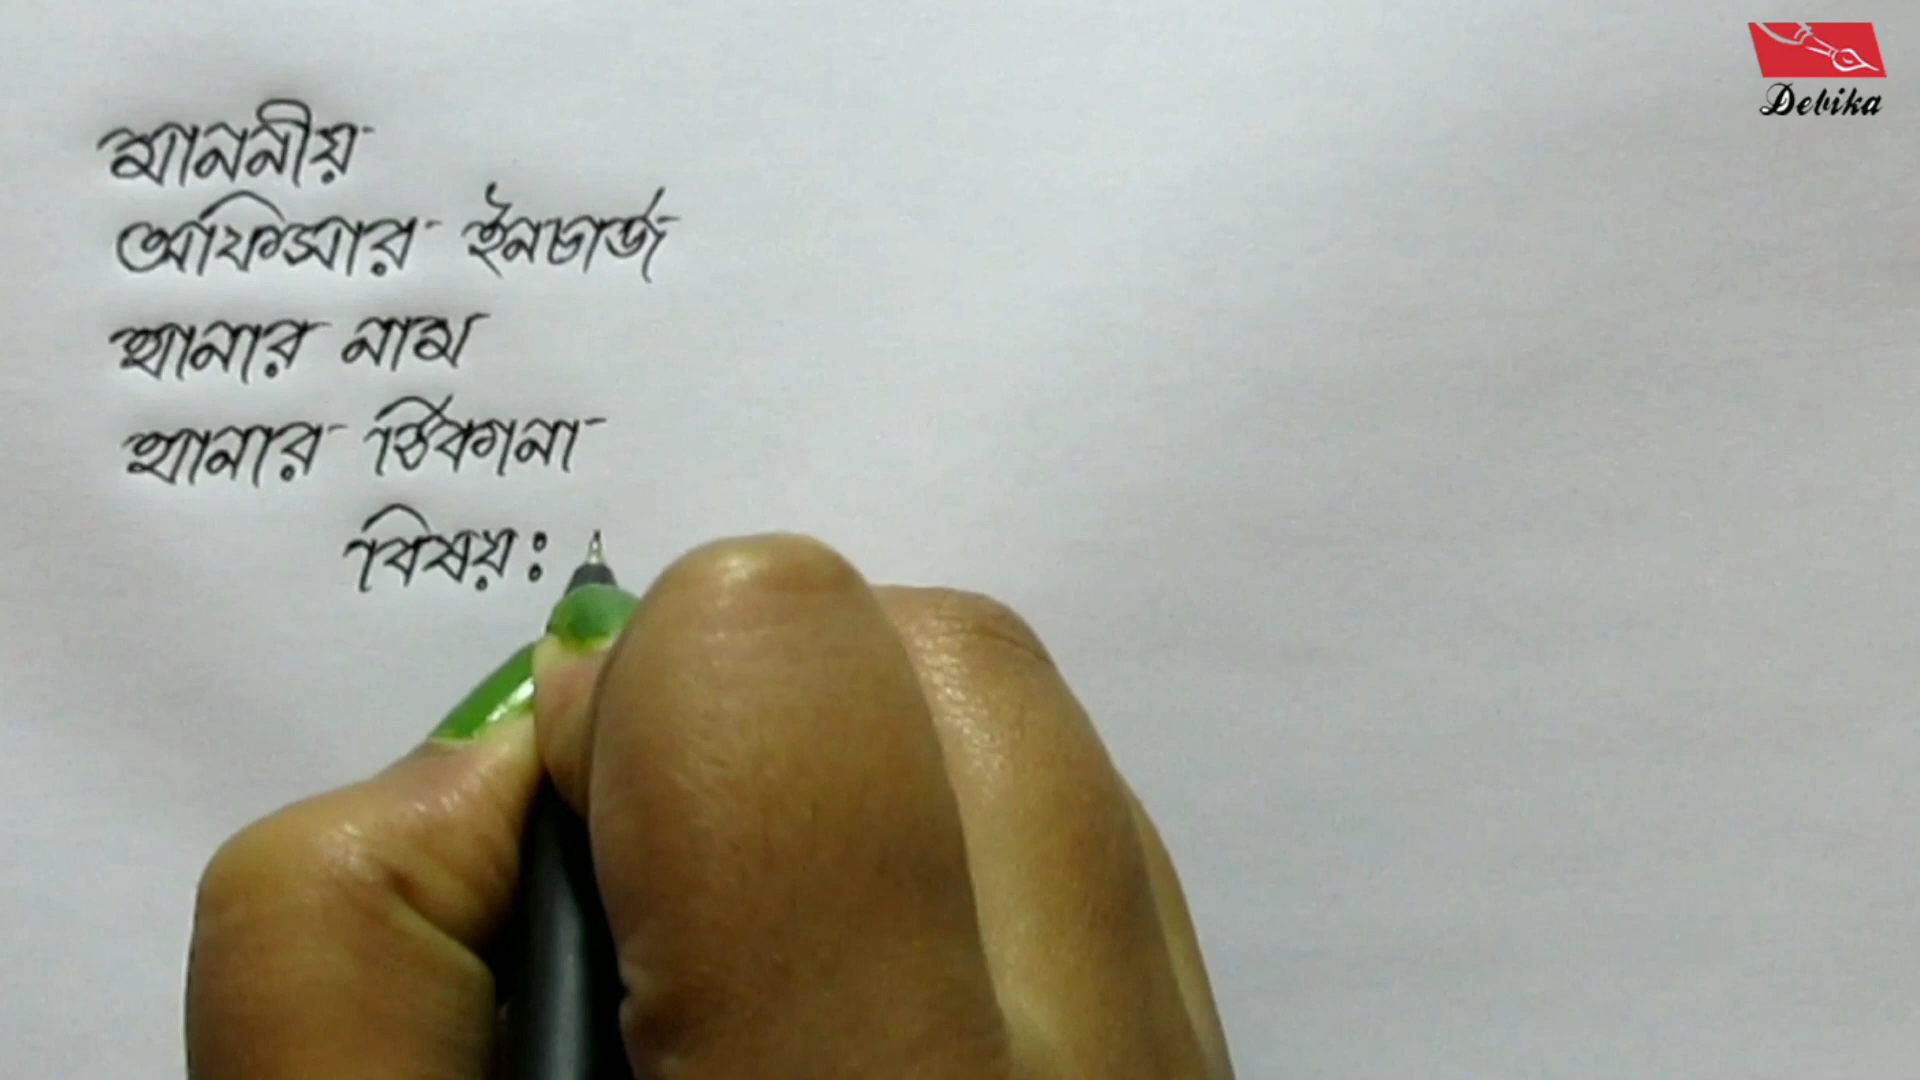 Debika
মাননীয়
অফিসার ইনচার্জ
থানার নাম
থানার ঠিকানা
বিষয়ঃ